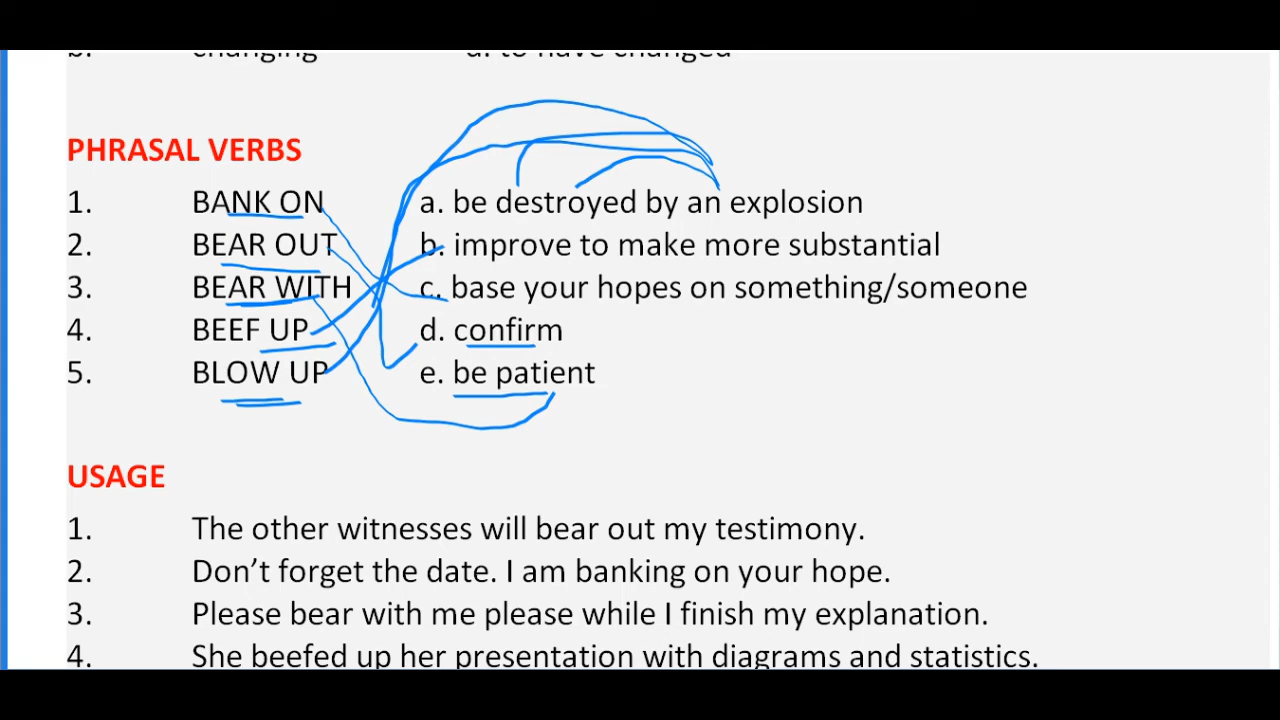 b. changing d. to have changed
PHRASAL VERBS
1. BANK ON a. be destroyed by an explosion
2. BEAR OUT b. improve to make more substantial
3. BEAR WITH c. base your hopes on something/someone
4. BEEF UP d. confirm
5. BLOW UP e. be patient
USAGE
1. The other witnesses will bear out my testimony.
2. Don’t forget the date. I am banking on your hope.
3. Please bear with me please while I finish my explanation.
4. She beefed up her presentation with diagrams and statistics.